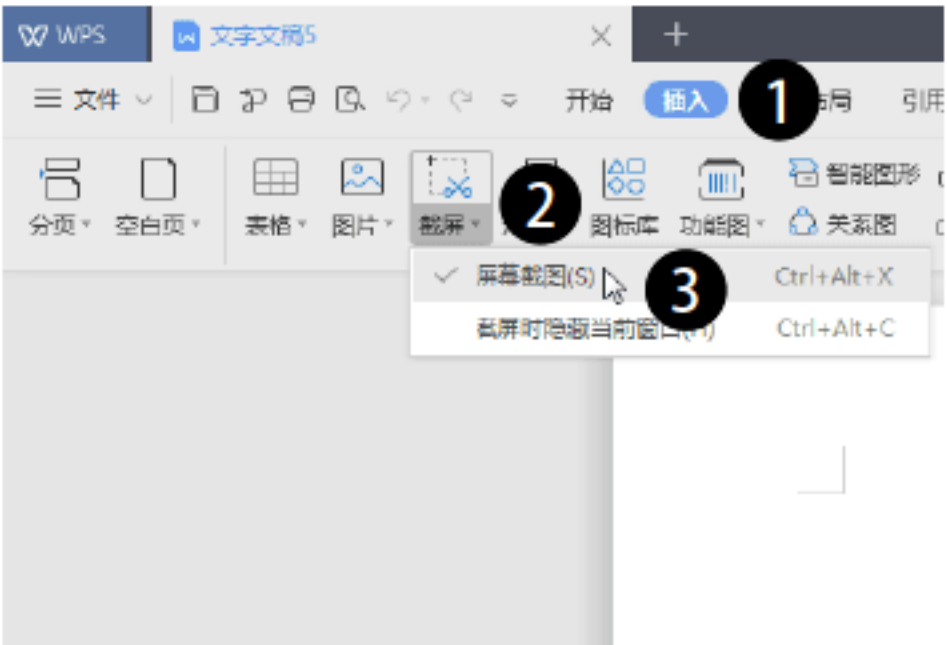 WPS 文字文稿5
文件 开始 插入 1 布局 引用
分页 空白页 表格 图片 截屏 2 图标库 功能图 智能图形
关系图
屏幕截图(S) 3 Ctrl+Alt+X
截屏时隐藏当前窗口(H) Ctrl+Alt+C